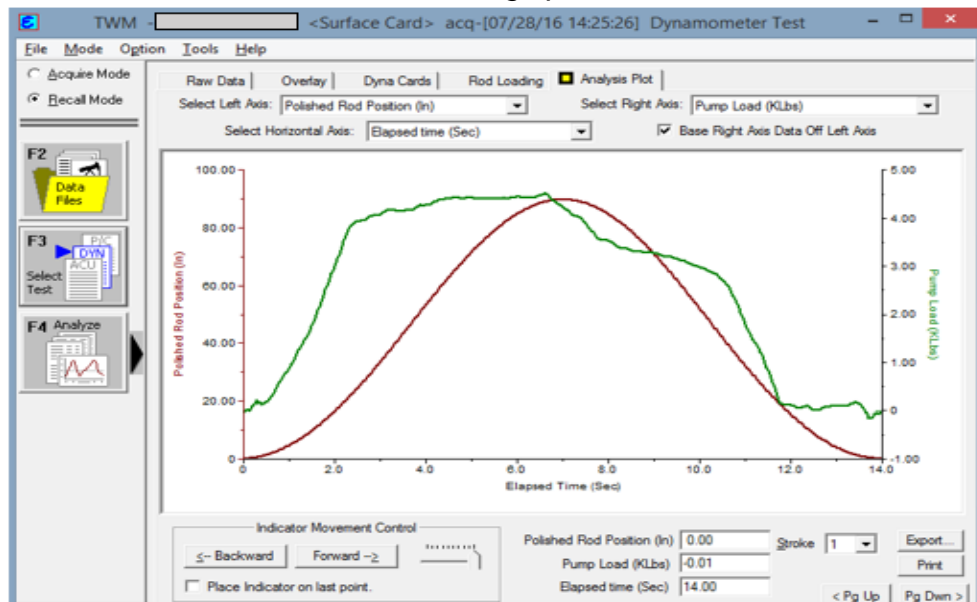 TWM - <Surface Card> acq-[07/28/16 14:25:26] Dynamometer Test
File Mode Option Tools Help
Acquire Mode
Recall Mode
F2
Data
Files
F3
P/C
DYN
ACU
Select
Test
F4 Analyze
Raw Data Overlay Dyna Cards Rod Loading Analysis Plot
Select Left Axis: Polished Rod Position (In) Select Right Axis: Pump Load (KLbs)
Select Horizontal Axis: Elapsed time (Sec) Base Right Axis Data Off Left Axis
100.00
80.00
60.00
40.00
20.00
0
Polished Rod Position (In)
5.00
4.00
3.00
2.00
1.00
0
-1.00
Pump Load (KLbs)
0 2.0 4.0 6.0 8.0 10.0 12.0 14.0
Elapsed Time (Sec)
Indicator Movement Control
<-- Backward Forward -->
Place Indicator on last point.
Polished Rod Position (In) 0.00
Pump Load (KLbs) -0.01
Elapsed time (Sec) 14.00
Stroke 1
Export...
Print
< Pg Up Pg Dwn >